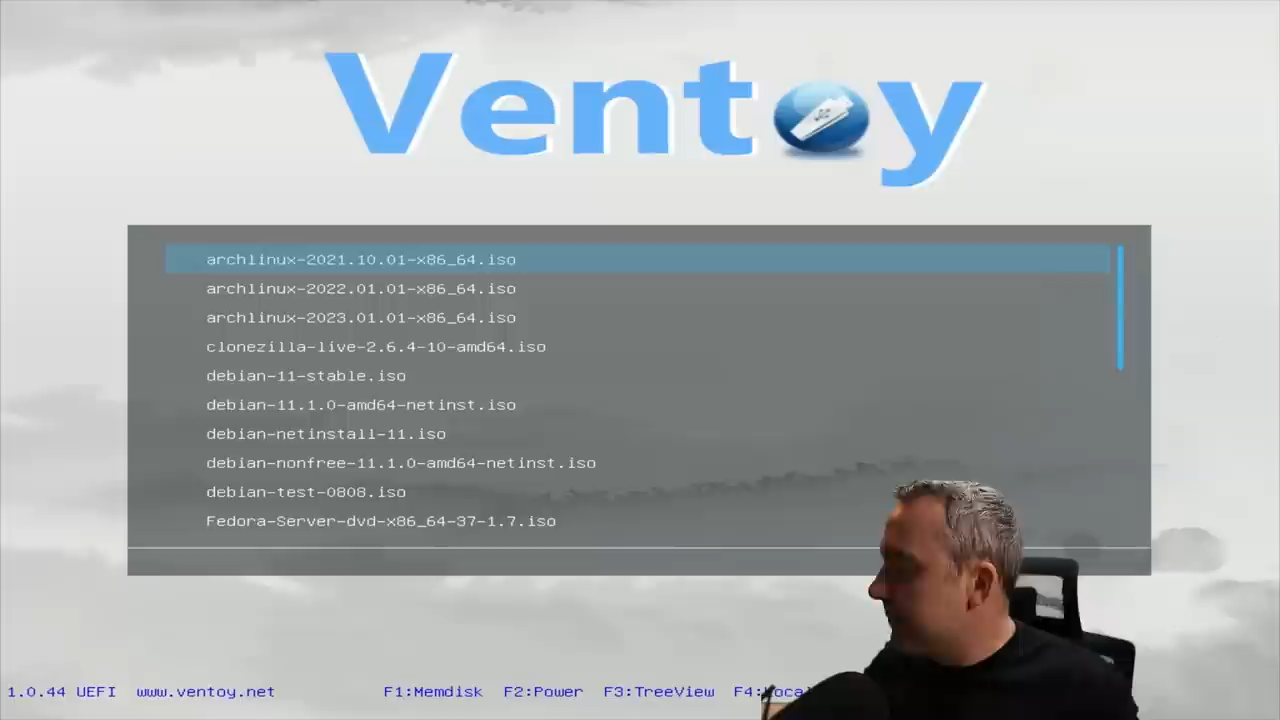 Ventoy
archlinux-2021.10.01-x86_64.iso
archlinux-2022.01.01-x86_64.iso
archlinux-2023.01.01-x86_64.iso
clonezilla-live-2.6.4-10-amd64.iso
debian-11-stable.iso
debian-11.1.0-amd64-netinst.iso
debian-netinstall-11.iso
debian-nonfree-11.1.0-amd64-netinst.iso
debian-test-0808.iso
Fedora-Server-dvd-x86_64-37-1.7.iso
1.0.44 UEFI www.ventoy.net F1:Memdisk F2:Power F3:TreeView